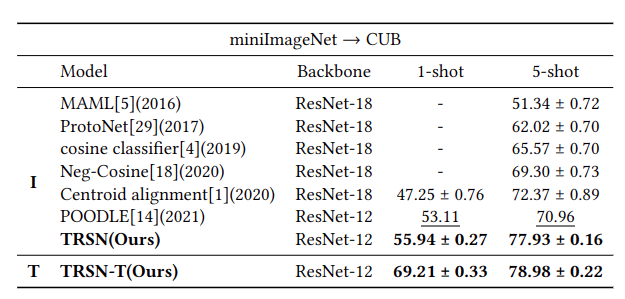 miniImageNet → CUB
Model Backbone 1-shot 5-shot
MAML[5](2016) ResNet-18 - 51.34 ± 0.72
ProtoNet[29](2017) ResNet-18 - 62.02 ± 0.70
cosine classifier[4](2019) ResNet-18 - 65.57 ± 0.70
Neg-Cosine[18](2020) ResNet-18 - 69.30 ± 0.73
I Centroid alignment[1](2020) ResNet-18 47.25 ± 0.76 72.37 ± 0.89
POODLE[14](2021) ResNet-12 53.11 70.96
TRSN(Ours) ResNet-12 55.94 ± 0.27 77.93 ± 0.16
T TRSN-T(Ours) ResNet-12 69.21 ± 0.33 78.98 ± 0.22